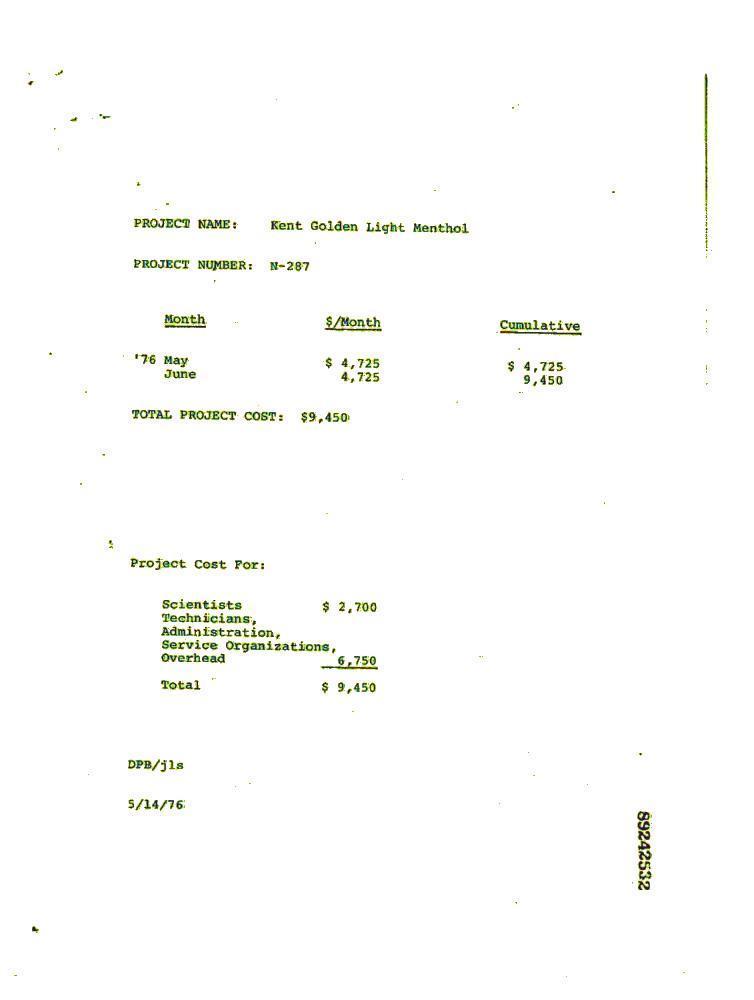 PROJECT NAME: Kent Golden Light Menthol
PROJECT NUMBER: N-287
Month $/Month Cumulative
'76 May $ 4,725 $ 4,725
June 4,725 9,450
TOTAL PROJECT COST: $9,450
Project Cost For:
Scientists $ 2,700
Technicians,
Administration,
Service Organizations,
Overhead 6,750
Total $ 9,450
DPB/jls
5/14/76
89242532